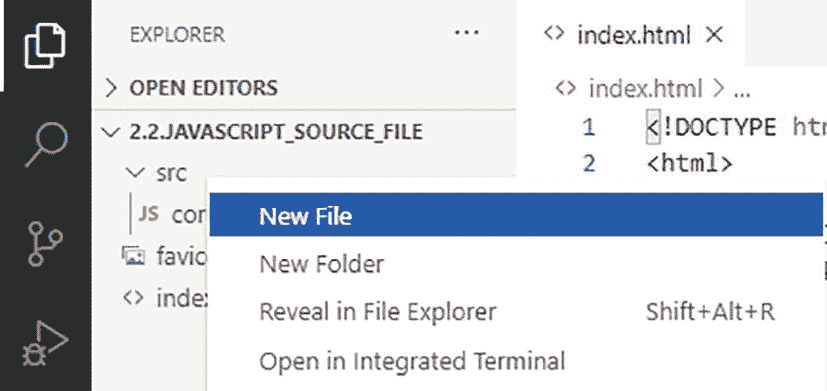 EXPLORER ...
OPEN EDITORS
2.2.JAVASCRIPT_SOURCE_FILE
src
JS
New File
New Folder
Reveal in File Explorer Shift+Alt+R
Open in Integrated Terminal
<> index.html ×
<> index.html > ...
1 <!DOCTYPE
2 <html>